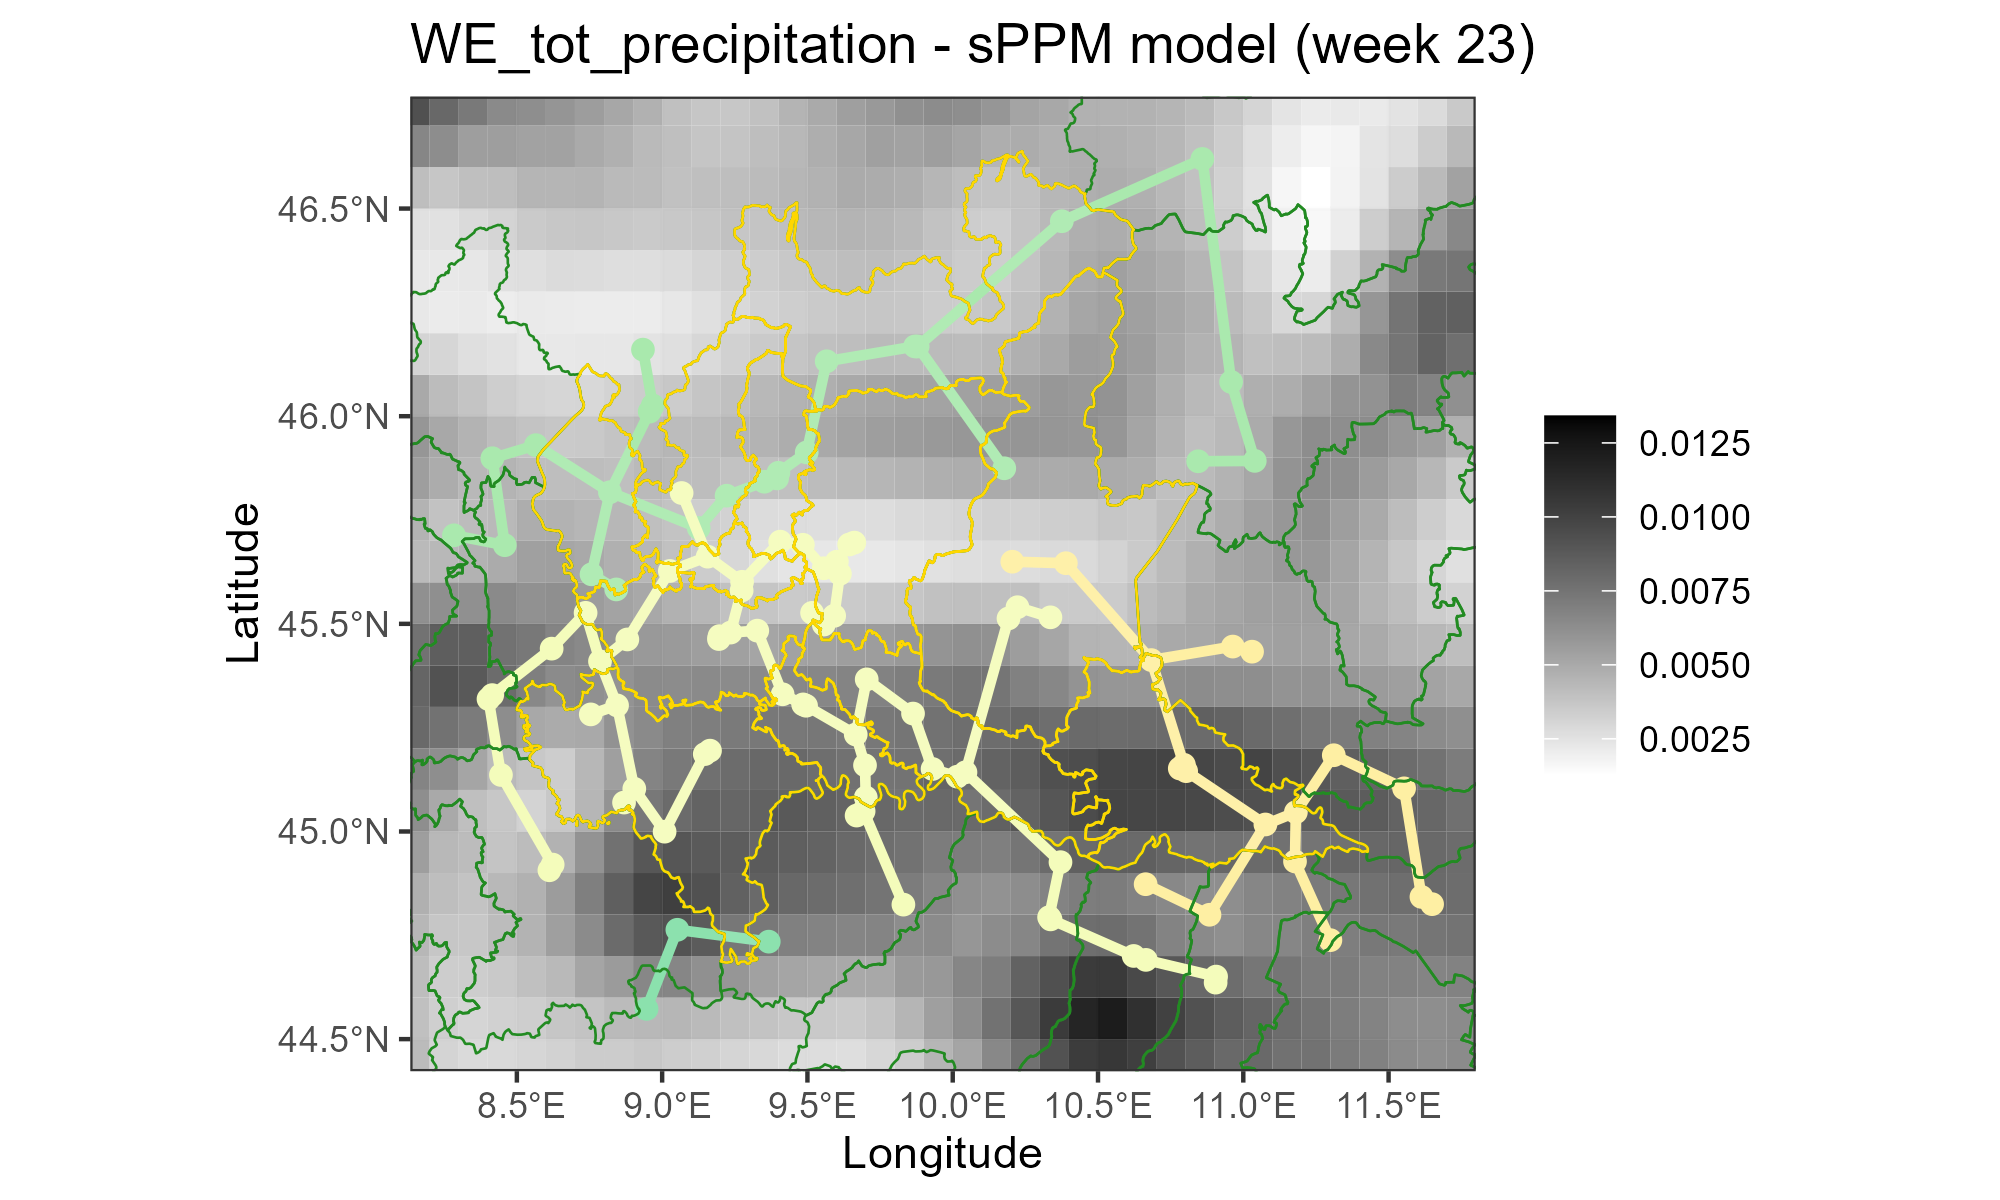 WE_tot_precipitation - sPPM model (week 23)
46.5°N
46.0°N
45.5°N
45.0°N
44.5°N
Latitude
8.5°E 9.0°E 9.5°E 10.0°E 10.5°E 11.0°E 11.5°E
Longitude
0.0125
0.0100
0.0075
0.0050
0.0025